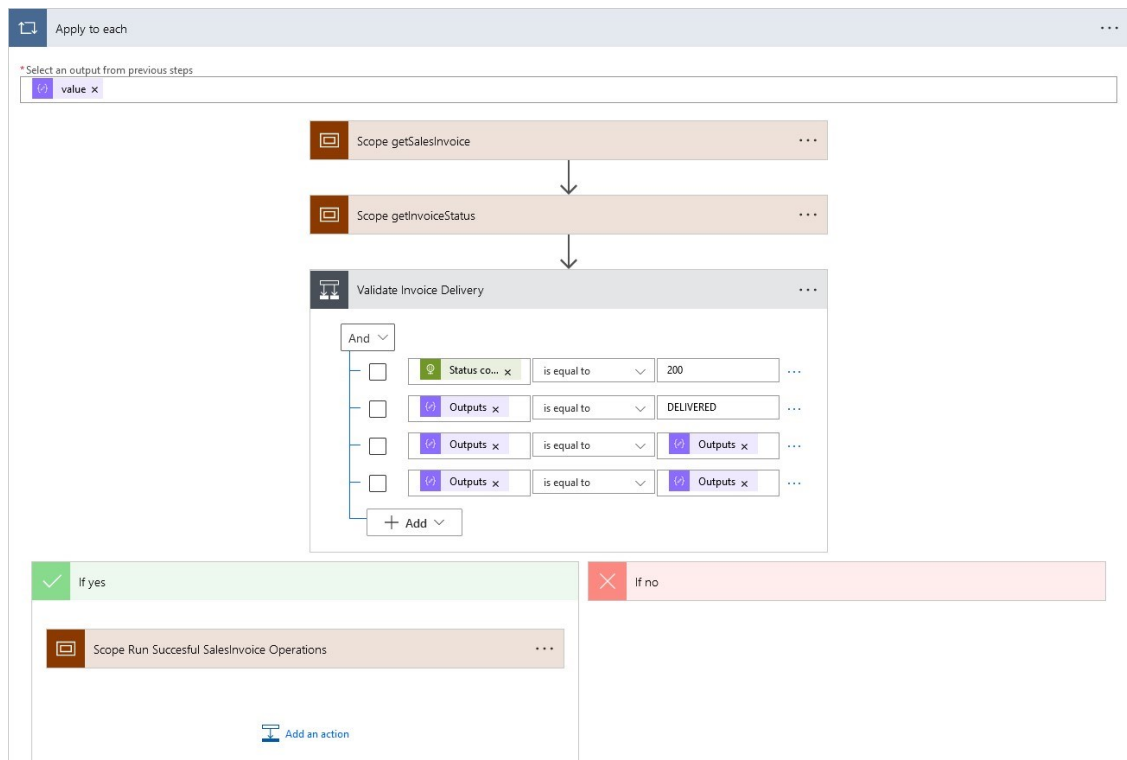 Apply to each
*Select an output from previous steps
value ×
Scope getSalesInvoice
Scope getInvoiceStatus
Validate Invoice Delivery
And
Status co... × is equal to 200
Outputs × is equal to DELIVERED
Outputs × is equal to Outputs ×
Outputs × is equal to Outputs ×
+ Add
If yes
If no
Scope Run Succesful SalesInvoice Operations
Add an action